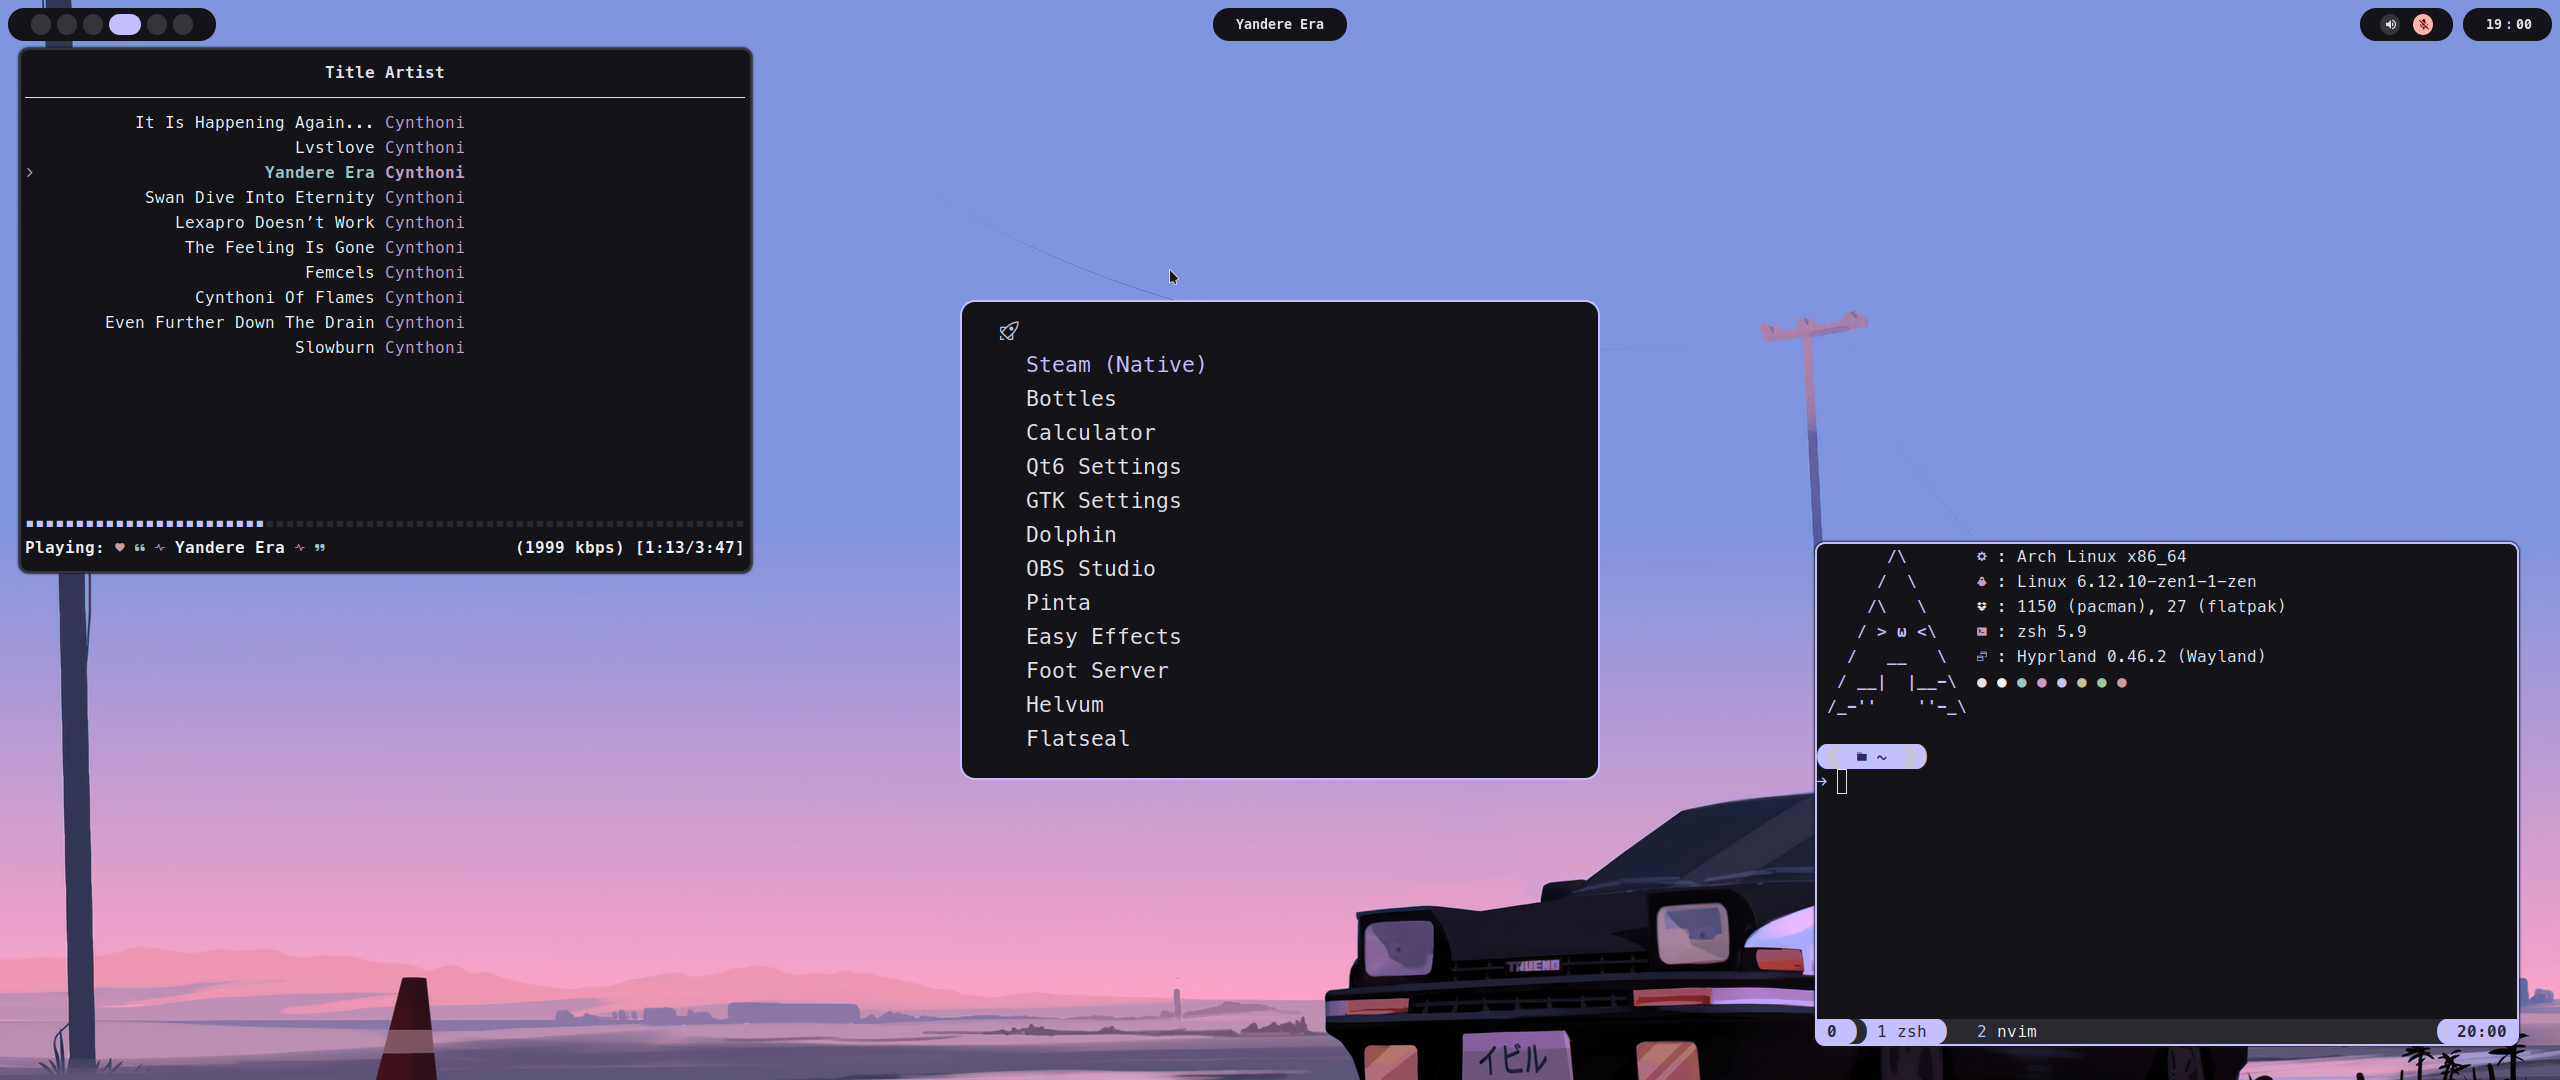 Yandere Era
19:00
Title Artist
It Is Happening Again... Cynthoni
Lvstlove Cynthoni
Yandere Era Cynthoni
Swan Dive Into Eternity Cynthoni
Lexapro Doesn’t Work Cynthoni
The Feeling Is Gone Cynthoni
Femcels Cynthoni
Cynthoni Of Flames Cynthoni
Even Further Down The Drain Cynthoni
Slowburn Cynthoni
Playing: ♥ ❝ Yandere Era ❞ (1999 kbps) [1:13/3:47]
Steam (Native)
Bottles
Calculator
Qt6 Settings
GTK Settings
Dolphin
OBS Studio
Pinta
Easy Effects
Foot Server
Helvum
Flatseal
: Arch Linux x86_64
: Linux 6.12.10-zen1-1-zen
: 1150 (pacman), 27 (flatpak)
: zsh 5.9
: Hyprland 0.46.2 (Wayland)
> ω <
~
→
0 1 zsh 2 nvim 20:00
TRUENO
イビル